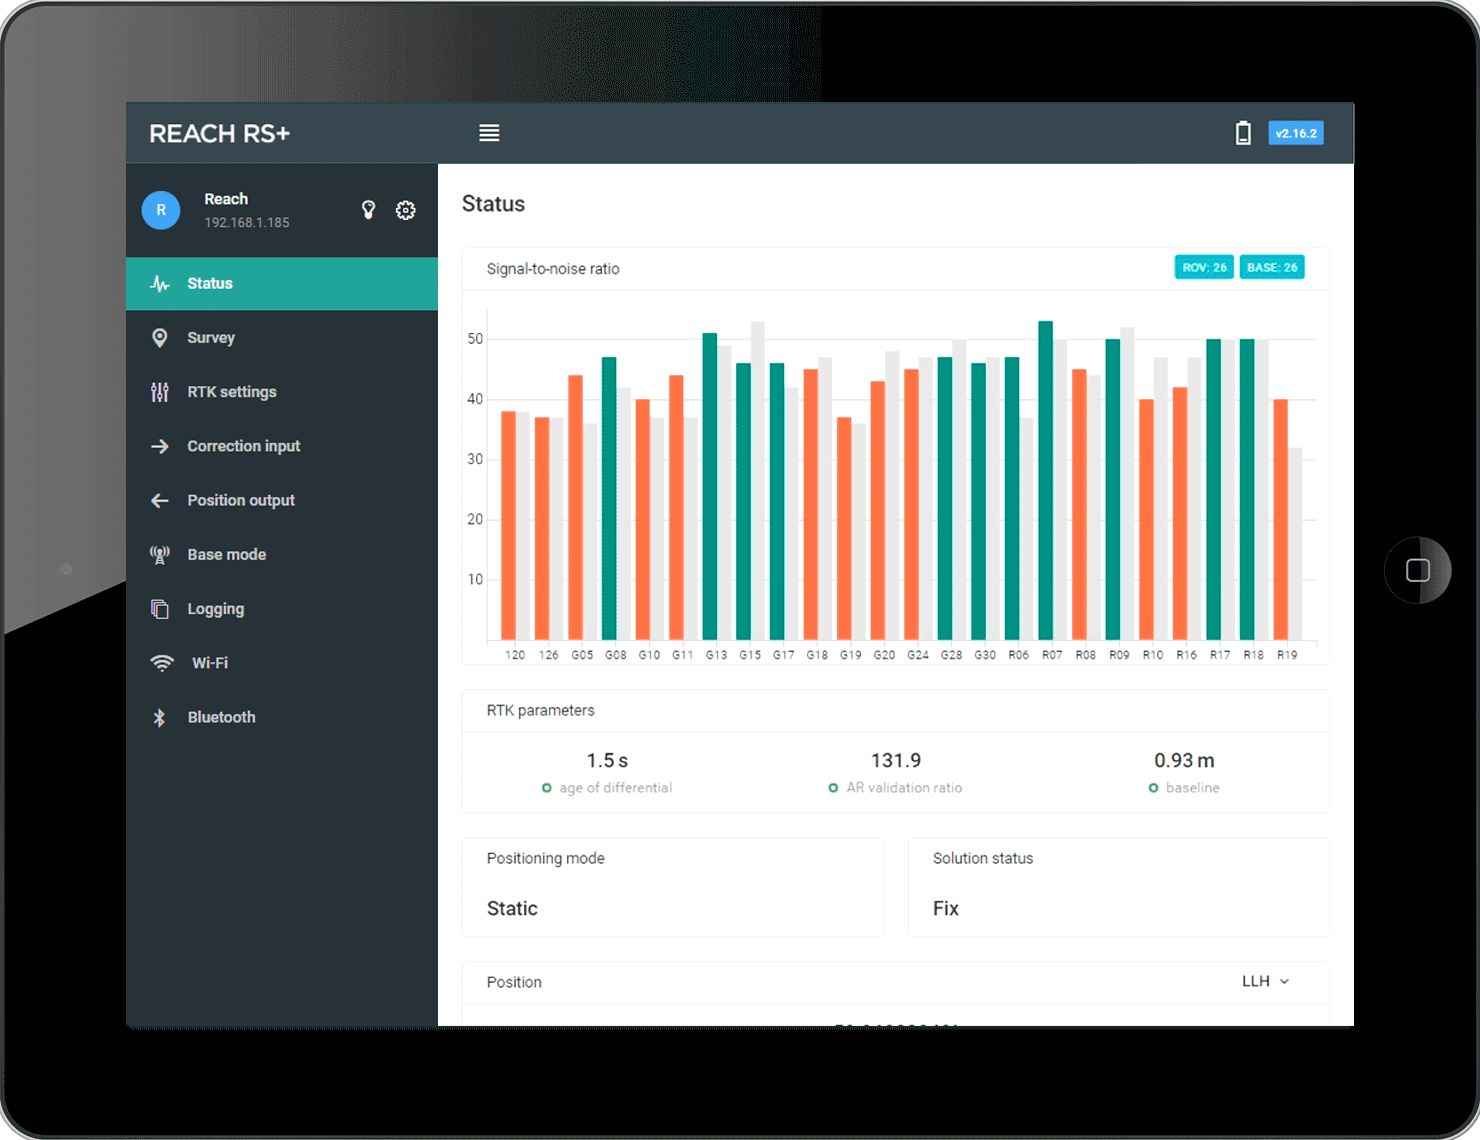 REACH RS+
v2.16.2
R
Reach
192.168.1.185
Status
Survey
RTK settings
Correction input
Position output
Base mode
Logging
Wi-Fi
Bluetooth
Status
Signal-to-noise ratio
ROV: 26 BASE: 26
50
40
30
20
10
120 126 G05 G08 G10 G11 G13 G15 G17 G18 G19 G20 G24 G28 G30 R06 R07 R08 R09 R10 R16 R17 R18 R19
RTK parameters
1.5 s 131.9 0.93 m
age of differential AR validation ratio baseline
Positioning mode
Static
Solution status
Fix
Position LLH